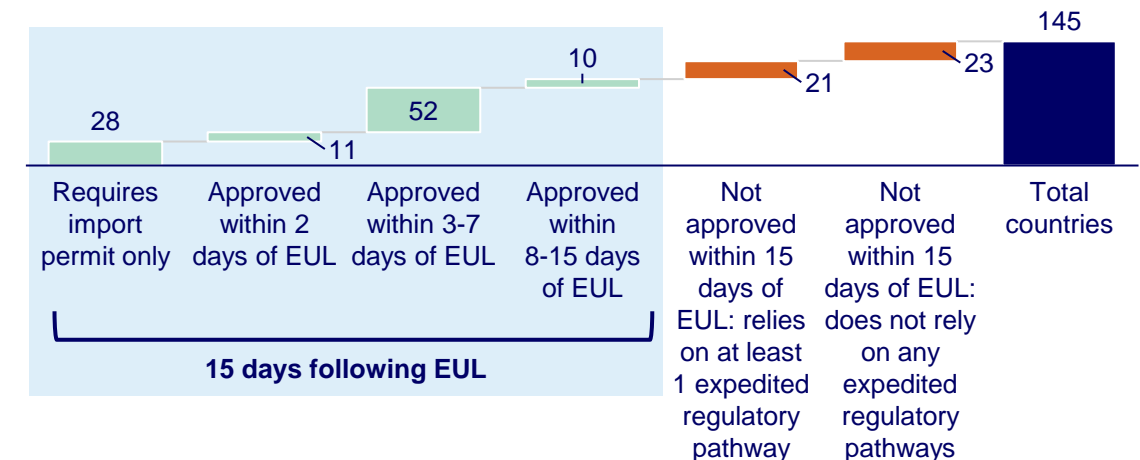 145
10
23
21
28
52
11
Requires
import
permit only
Approved
within 2
days of EUL
Approved
within 3-7
days of EUL
Approved
within
8-15 days
of EUL
Not
approved
within 15
days of
EUL: relies
on at least
1 expedited
regulatory
pathway
Not
approved
within 15
days of EUL:
does not rely
on any
expedited
regulatory
pathways
Total
countries
15 days following EUL